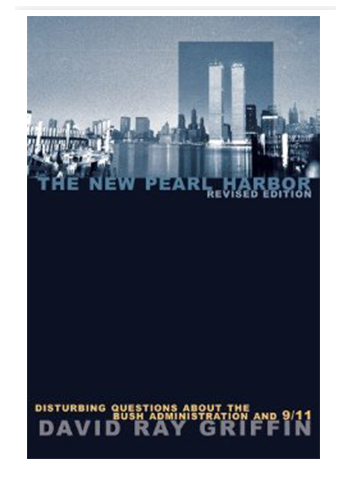 THE NEW PEARL HARBOR
REVISED EDITION
DISTURBING QUESTIONS ABOUT THE
BUSH ADMINISTRATION AND 9/11
DAVID RAY GRIFFIN